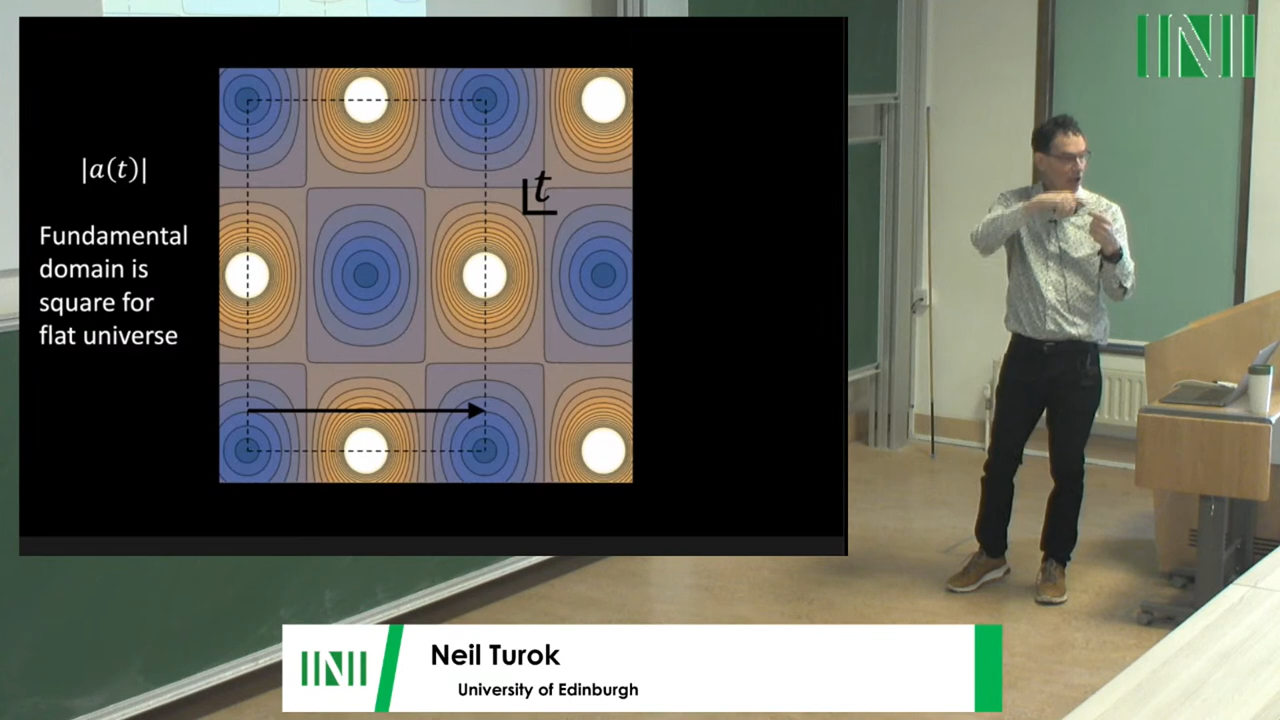 |a(t)|
Fundamental
domain is
square for
flat universe
t
INI
INI
Neil Turok
University of Edinburgh